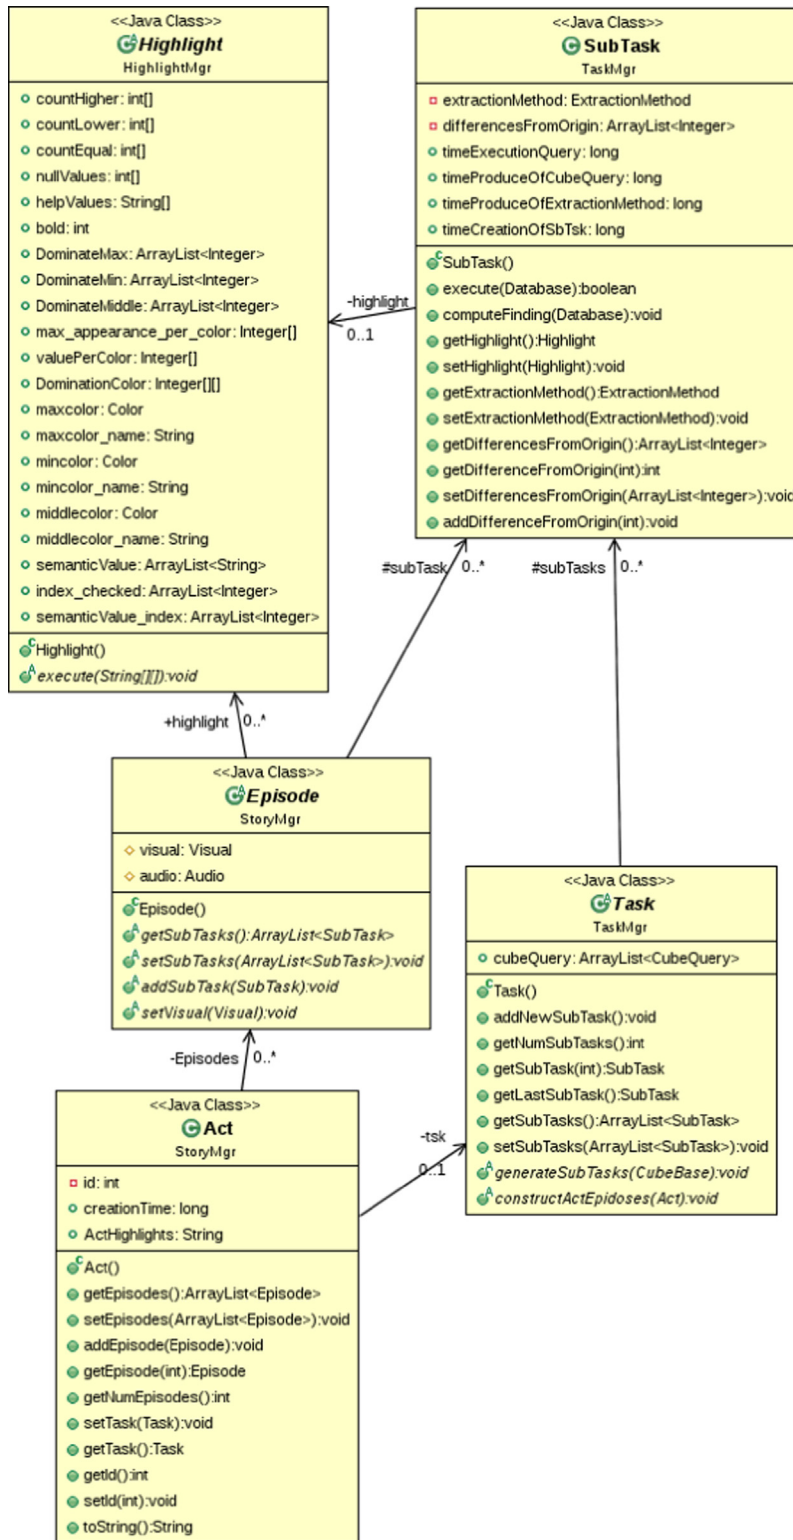 <<Java Class>>
Highlight
HighlightMgr
countHigher: int[]
countLower: int[]
countEqual: int[]
nullValues: int[]
helpValues: String[]
bold: int
DominateMax: ArrayList<Integer>
DominateMin: ArrayList<Integer>
DominateMiddle: ArrayList<Integer>
max_appearance_per_color: Integer[]
valuePerColor: Integer[]
DominationColor: Integer[][]
maxcolor: Color
maxcolor_name: String
mincolor: Color
mincolor_name: String
middlecolor: Color
middlecolor_name: String
semanticValue: ArrayList<String>
index_checked: ArrayList<Integer>
semanticValue_index: ArrayList<Integer>
Highlight()
execute(String[][]):void
<<Java Class>>
SubTask
TaskMgr
extractionMethod: ExtractionMethod
differencesFromOrigin: ArrayList<Integer>
timeExecutionQuery: long
timeProduceOfCubeQuery: long
timeProduceOfExtractionMethod: long
timeCreationOfSbTsk: long
SubTask()
execute(Database):boolean
computeFinding(Database):void
getHighlight():Highlight
setHighlight(Highlight):void
getExtractionMethod():ExtractionMethod
setExtractionMethod(ExtractionMethod):void
getDifferencesFromOrigin():ArrayList<Integer>
getDifferenceFromOrigin(int):int
setDifferencesFromOrigin(ArrayList<Integer>):void
addDifferenceFromOrigin(int):void
-highlight
0..1
#subTask 0..*
#subTasks 0..*
+highlight 0..*
<<Java Class>>
Episode
StoryMgr
visual: Visual
audio: Audio
Episode()
getSubTasks():ArrayList<SubTask>
setSubTasks(ArrayList<SubTask>):void
addSubTask(SubTask):void
setVisual(Visual):void
<<Java Class>>
Task
TaskMgr
cubeQuery: ArrayList<CubeQuery>
Task()
addNewSubTask():void
getNumSubTasks():int
getSubTask(int):SubTask
getLastSubTask():SubTask
getSubTasks():ArrayList<SubTask>
setSubTasks(ArrayList<SubTask>):void
generateSubTasks(CubeBase):void
constructActEpidoses(Act):void
-Episodes 0..*
-tsk
0..1
<<Java Class>>
Act
StoryMgr
id: int
creationTime: long
ActHighlights: String
Act()
getEpisodes():ArrayList<Episode>
setEpisodes(ArrayList<Episode>):void
addEpisode(Episode):void
getEpisode(int):Episode
getNumEpisodes():int
setTask(Task):void
getTask():Task
getId():int
setId(int):void
toString():String